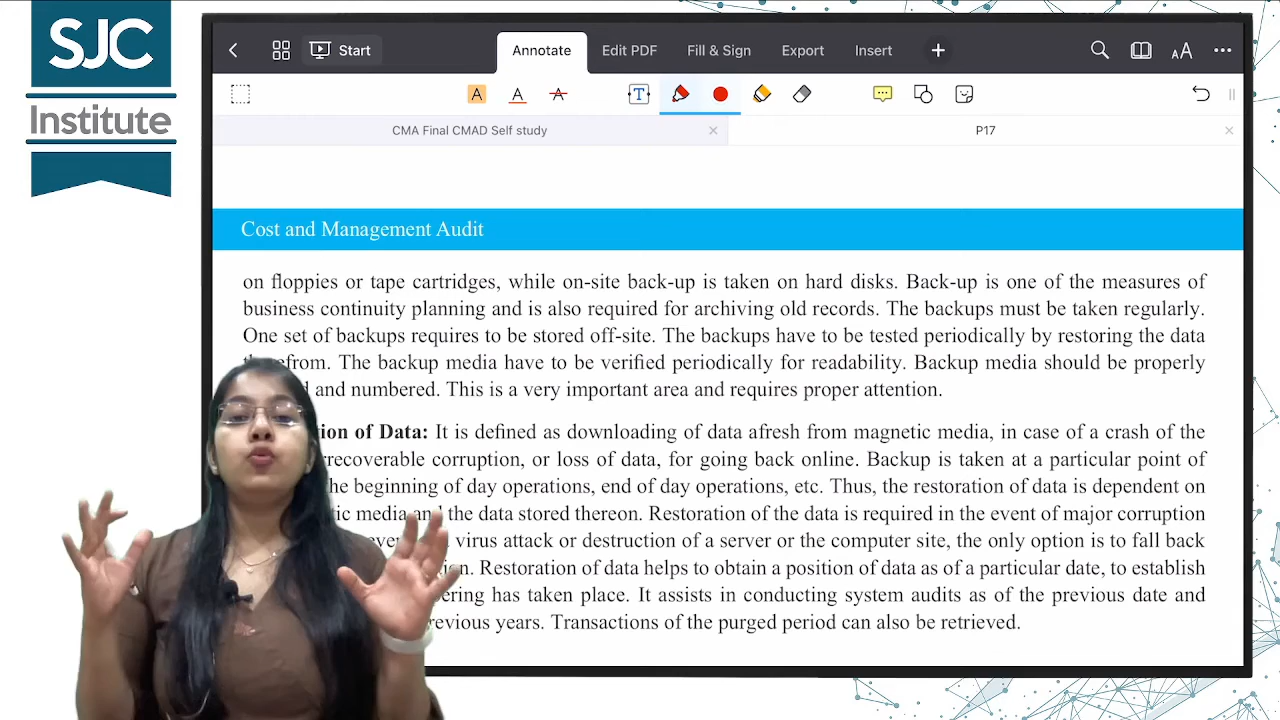 SJC
Institute
Start
Annotate
Edit PDF
Fill & Sign
Export
Insert
CMA Final CMAD Self study
P17
Cost and Management Audit
on floppies or tape cartridges, while on-site back-up is taken on hard disks. Back-up is one of the measures of
business continuity planning and is also required for archiving old records. The backups must be taken regularly.
One set of backups requires to be stored off-site. The backups have to be tested periodically by restoring the data
The backup media have to be verified periodically for readability. Backup media should be properly
and numbered. This is a very important area and requires proper attention.
of Data: It is defined as downloading of data afresh from magnetic media, in case of a crash of the
corruption, or loss of data, for going back online. Backup is taken at a particular point of
beginning of day operations, end of day operations, etc. Thus, the restoration of data is dependent on
media and the data stored thereon. Restoration of the data is required in the event of major corruption
virus attack or destruction of a server or the computer site, the only option is to fall back
Restoration of data helps to obtain a position of data as of a particular date, to establish
has taken place. It assists in conducting system audits as of the previous date and
years. Transactions of the purged period can also be retrieved.